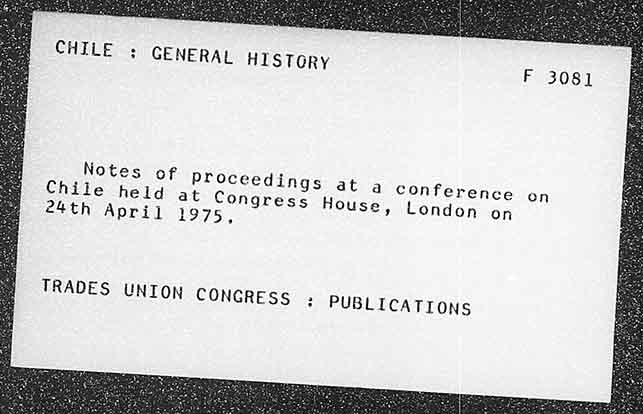 CHILE : GENERAL HISTORY
F 3081
Notes of proceedings at a conference on
Chile held at Congress House, London on
24th April 1975.
TRADES UNION CONGRESS : PUBLICATIONS